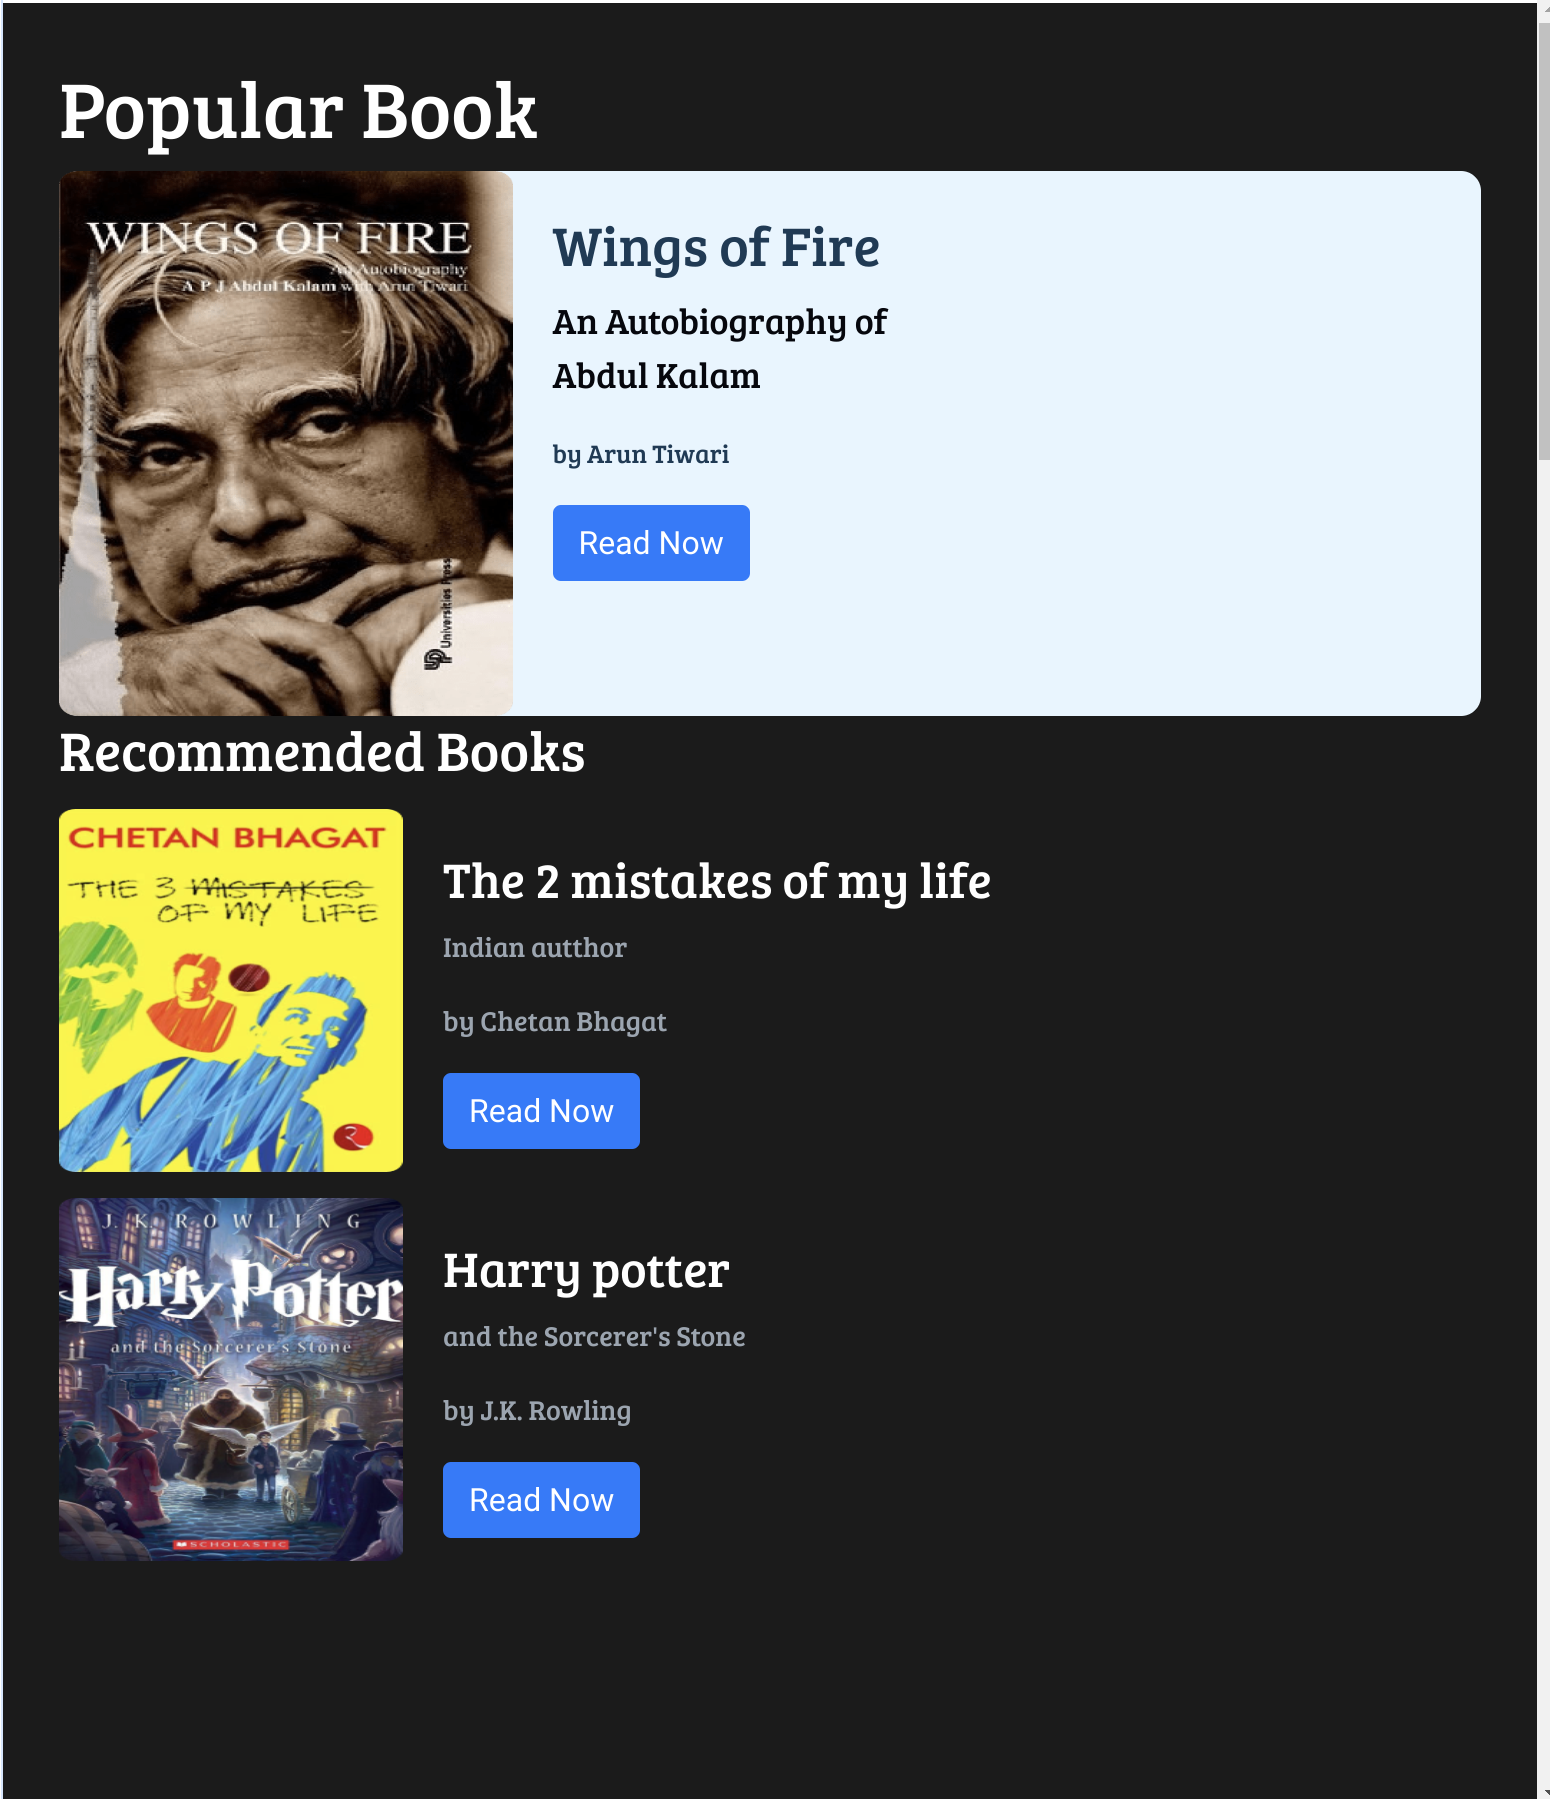 Popular Book
WINGS OF FIRE
An Autobiography
A P J Abdul Kalam with Arun Tiwari
Universities Press
Wings of Fire
An Autobiography of
Abdul Kalam
by Arun Tiwari
Read Now
Recommended Books
CHETAN BHAGAT
THE 3 MISTAKES
OF MY LIFE
The 2 mistakes of my life
Indian autthor
by Chetan Bhagat
Read Now
J. K. ROWLING
Harry Potter
and the Sorcerer's Stone
SCHOLASTIC
Harry potter
and the Sorcerer's Stone
by J.K. Rowling
Read Now